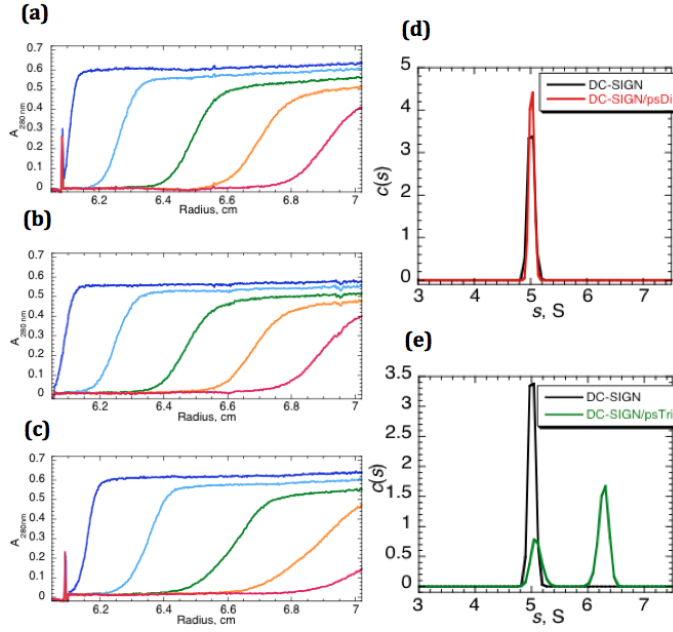 (a)
0.7
0.6
0.5
0.4
0.3
0.2
0.1
0
A 280 nm
6.2 6.4 6.6 6.8 7
Radius, cm
(b)
0.7
0.6
0.5
0.4
0.3
0.2
0.1
0
A 280 nm
6.2 6.4 6.6 6.8 7
Radius, cm
(c)
0.7
0.6
0.5
0.4
0.3
0.2
0.1
0
A 280nm
6.2 6.4 6.6 6.8 7
Radius, cm
(d)
5
4
3
2
1
0
c(s)
DC-SIGN
DC-SIGN/psDi
3 4 5 6 7
s, S
(e)
3.5
3
2.5
2
1.5
1
0.5
0
c(s)
DC-SIGN
DC-SIGN/psTri
3 4 5 6 7
s, S